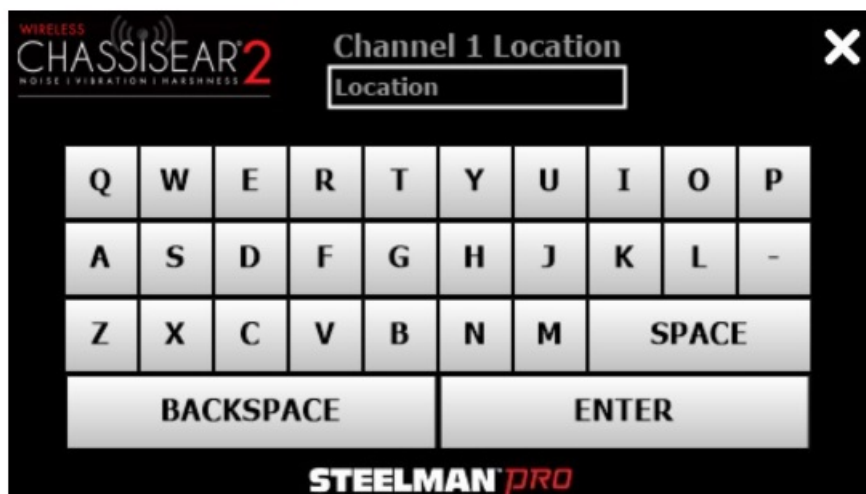 WIRELESS
CHASSISEAR®2
NOISE | VIBRATION | HARSHNESS
Channel 1 Location
Location
Q W E R T Y U I O P
A S D F G H J K L -
Z X C V B N M SPACE
BACKSPACE ENTER
STEELMAN PRO